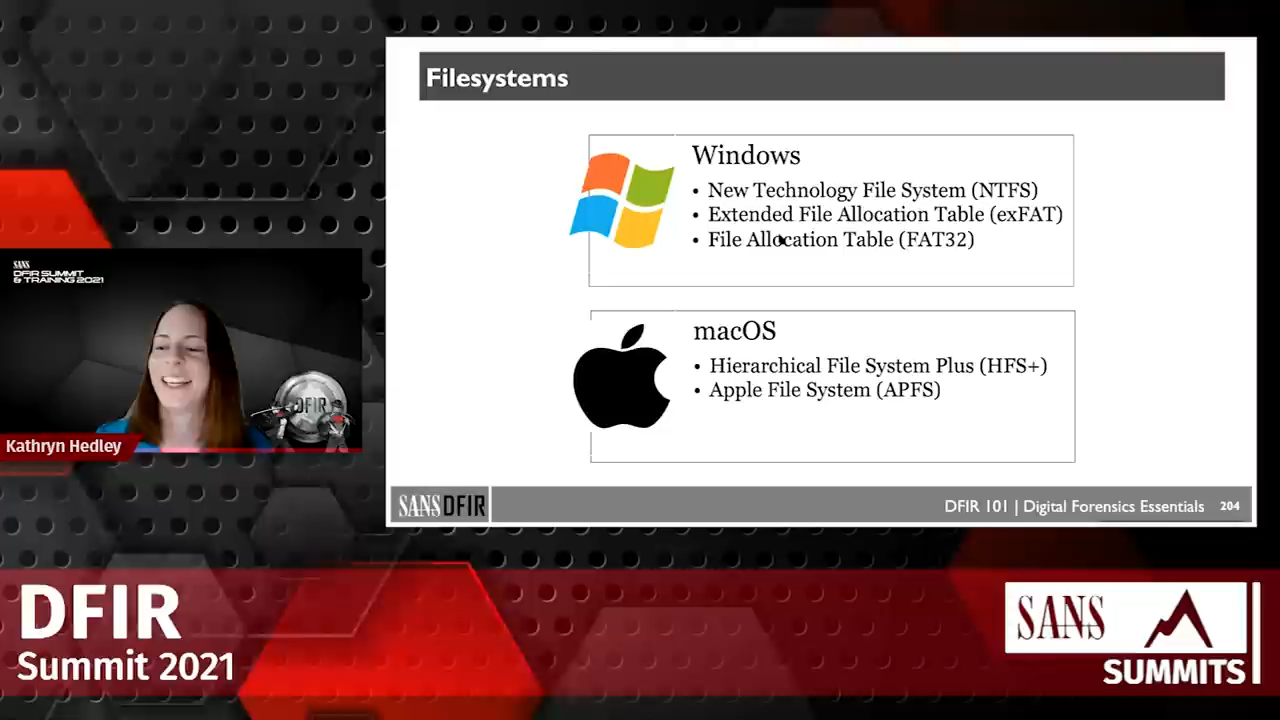 Filesystems
Windows
• New Technology File System (NTFS)
• Extended File Allocation Table (exFAT)
• File Allocation Table (FAT32)
macOS
• Hierarchical File System Plus (HFS+)
• Apple File System (APFS)
SANS DFIR
DFIR 101 | Digital Forensics Essentials 204
SANS
DFIR SUMMIT
& TRAINING 2021
DFIR
Kathryn Hedley
DFIR
Summit 2021
SANS
SUMMITS